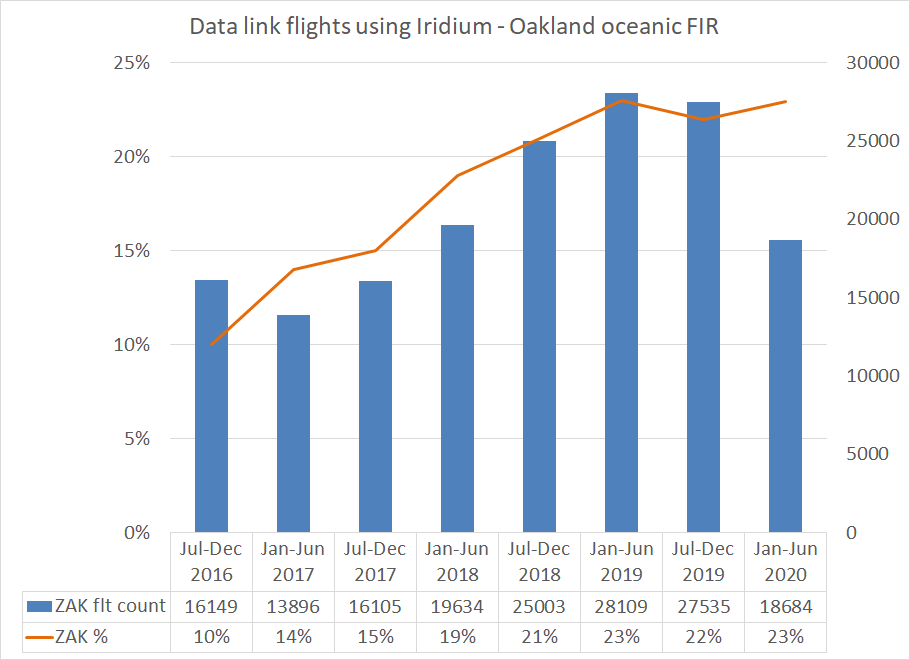 Data link flights using Iridium - Oakland oceanic FIR
25% 30000
20% 25000
15% 20000
10% 15000
5% 10000
0% 5000
0
Jul-Dec 2016 Jan-Jun 2017 Jul-Dec 2017 Jan-Jun 2018 Jul-Dec 2018 Jan-Jun 2019 Jul-Dec 2019 Jan-Jun 2020
ZAK flt count 16149 13896 16105 19634 25003 28109 27535 18684
ZAK % 10% 14% 15% 19% 21% 23% 22% 23%